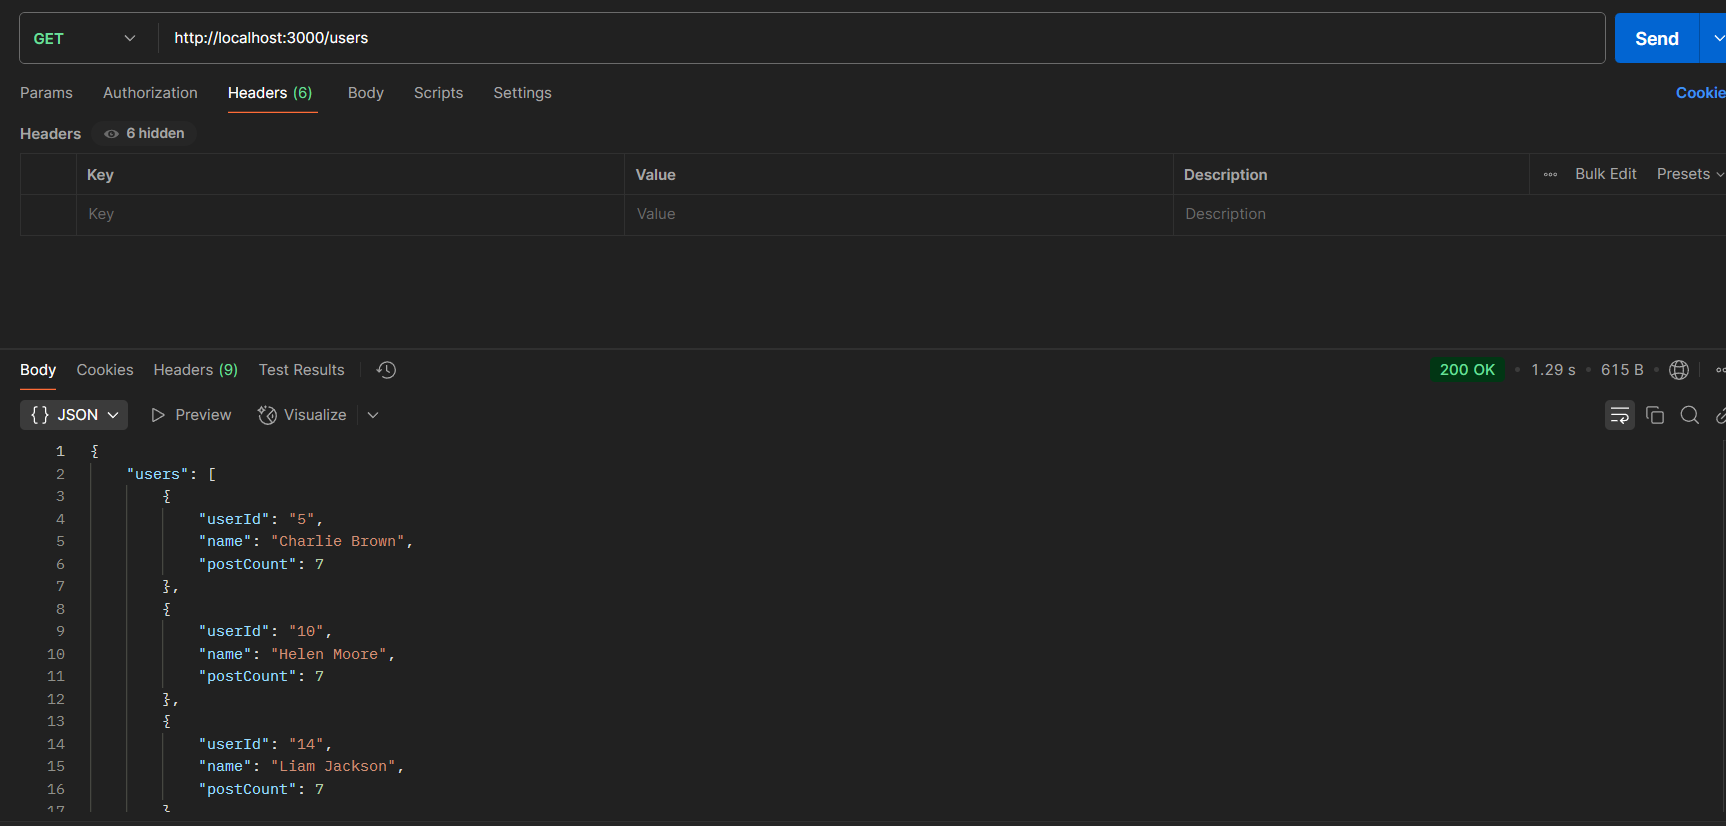 GET http://localhost:3000/users Send
Params Authorization Headers (6) Body Scripts Settings Cookie
Headers 6 hidden
Key Value Description Bulk Edit Presets
Key Value Description
Body Cookies Headers (9) Test Results 200 OK • 1.29 s • 615 B •
{} JSON Preview Visualize
1 {
2 "users": [
3 {
4 "userId": "5",
5 "name": "Charlie Brown",
6 "postCount": 7
7 },
8 {
9 "userId": "10",
10 "name": "Helen Moore",
11 "postCount": 7
12 },
13 {
14 "userId": "14",
15 "name": "Liam Jackson",
16 "postCount": 7
17 }